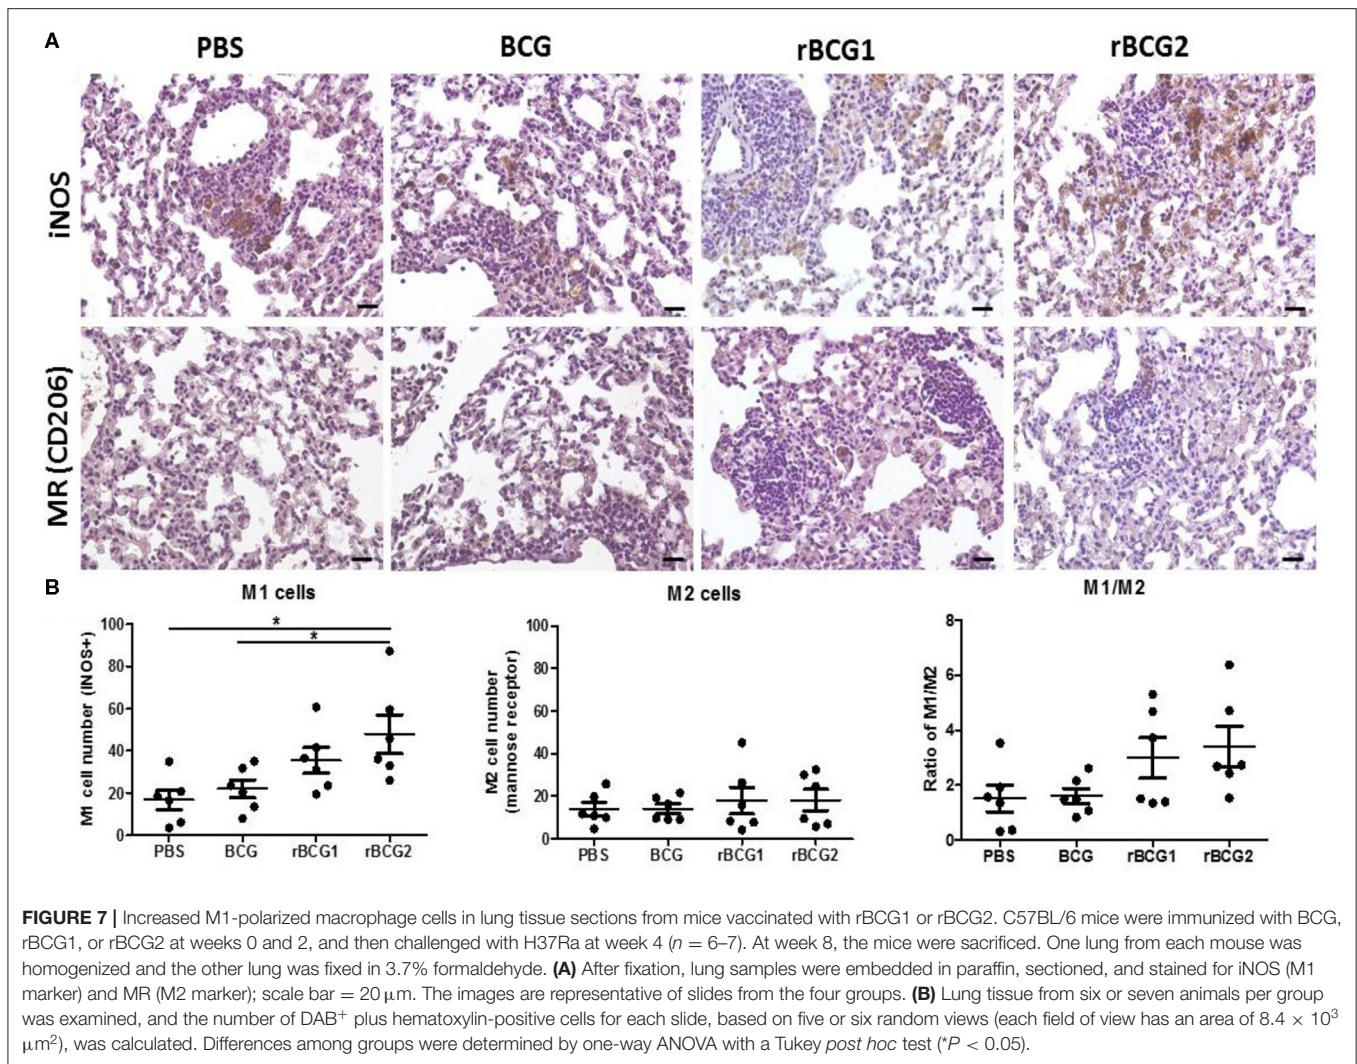 A
PBS
BCG
rBCG1
rBCG2
iNOS
MR (CD206)
B
M1 cells
M1 cell number (INOS+)
100
80
60
40
20
0
*
*
PBS
BCG
rBCG1
rBCG2
M2 cells
M2 cell number
(mannose receptor)
100
80
60
40
20
0
PBS
BCG
rBCG1
rBCG2
M1/M2
Ratio of M1/M2
8
6
4
2
0
PBS
BCG
rBCG1
rBCG2
FIGURE 7 | Increased M1-polarized macrophage cells in lung tissue sections from mice vaccinated with rBCG1 or rBCG2. C57BL/6 mice were immunized with BCG,
rBCG1, or rBCG2 at weeks 0 and 2, and then challenged with H37Ra at week 4 (n = 6–7). At week 8, the mice were sacrificed. One lung from each mouse was
homogenized and the other lung was fixed in 3.7% formaldehyde. (A) After fixation, lung samples were embedded in paraffin, sectioned, and stained for iNOS (M1
marker) and MR (M2 marker); scale bar = 20 μm. The images are representative of slides from the four groups. (B) Lung tissue from six or seven animals per group
was examined, and the number of DAB⁺ plus hematoxylin-positive cells for each slide, based on five or six random views (each field of view has an area of 8.4 × 10³
μm²), was calculated. Differences among groups were determined by one-way ANOVA with a Tukey post hoc test (*P < 0.05).